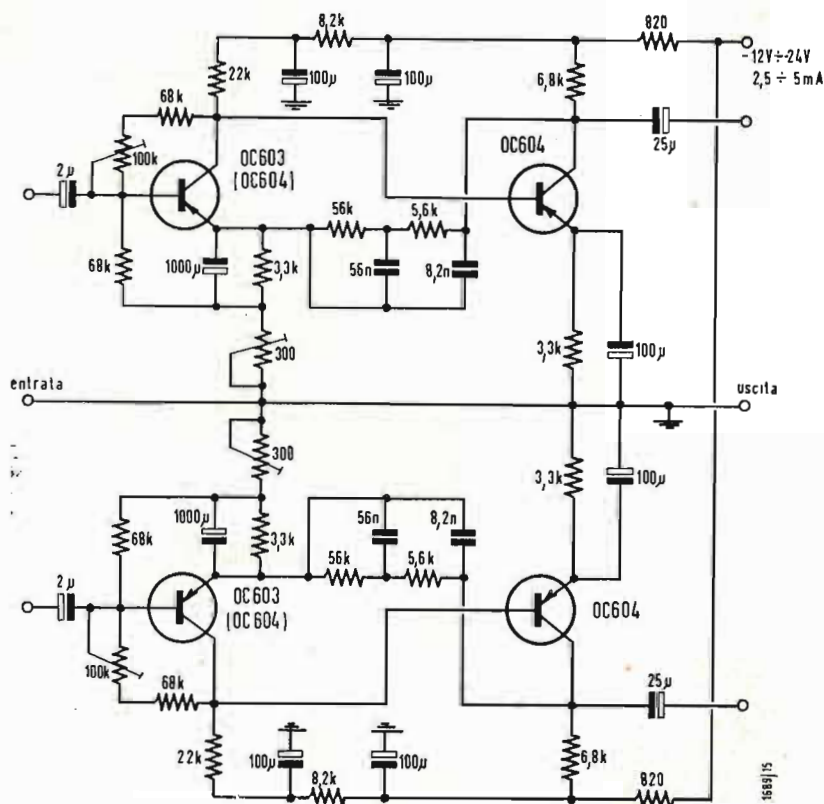 8,2k
820
-12V÷-24V
2,5 ÷ 5mA
22k
100µ
100µ
6,8k
68k
25µ
OC603
(OC604)
OC604
100k
2µ
56k
5,6k
68k
1000µ
3,3k
56n
8,2n
300
3,3k
100µ
entrata
uscita
300
3,3k
100µ
1000µ
56n
8,2n
68k
3,3k
56k
5,6k
2µ
OC603
(OC604)
OC604
100k
68k
25µ
22k
100µ
100µ
6,8k
8,2k
820
1689/15